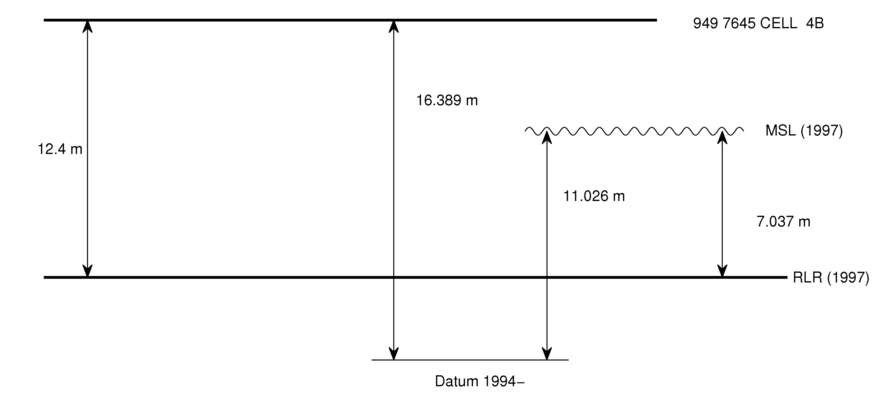 949 7645 CELL 4B
16.389 m
MSL (1997)
12.4 m
11.026 m
7.037 m
RLR (1997)
Datum 1994−